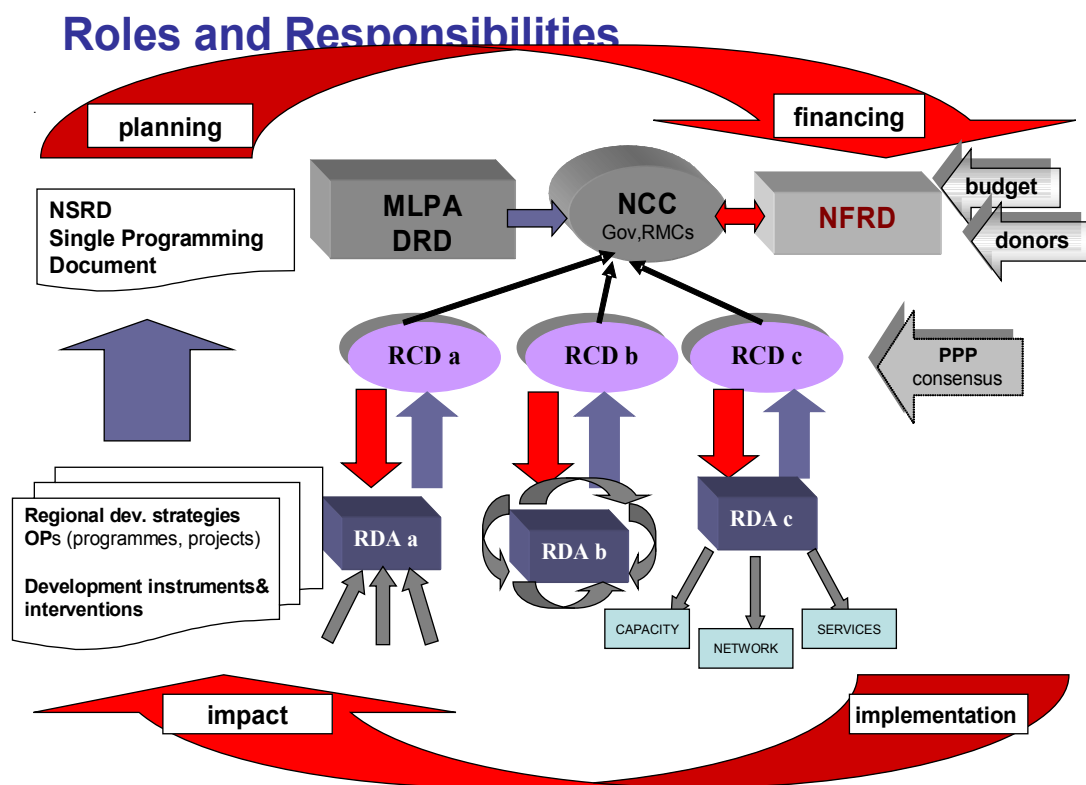 Roles and Responsibilities
planning
financing
NSRD
Single Programming
Document
MLPA
DRD
NCC
Gov,RMCs
NFRD
budget
donors
RCD a
RCD b
RCD c
PPP
consensus
Regional dev. strategies
OPs (programmes, projects)
Development instruments&
interventions
RDA a
RDA b
RDA c
CAPACITY
NETWORK
SERVICES
impact
implementation